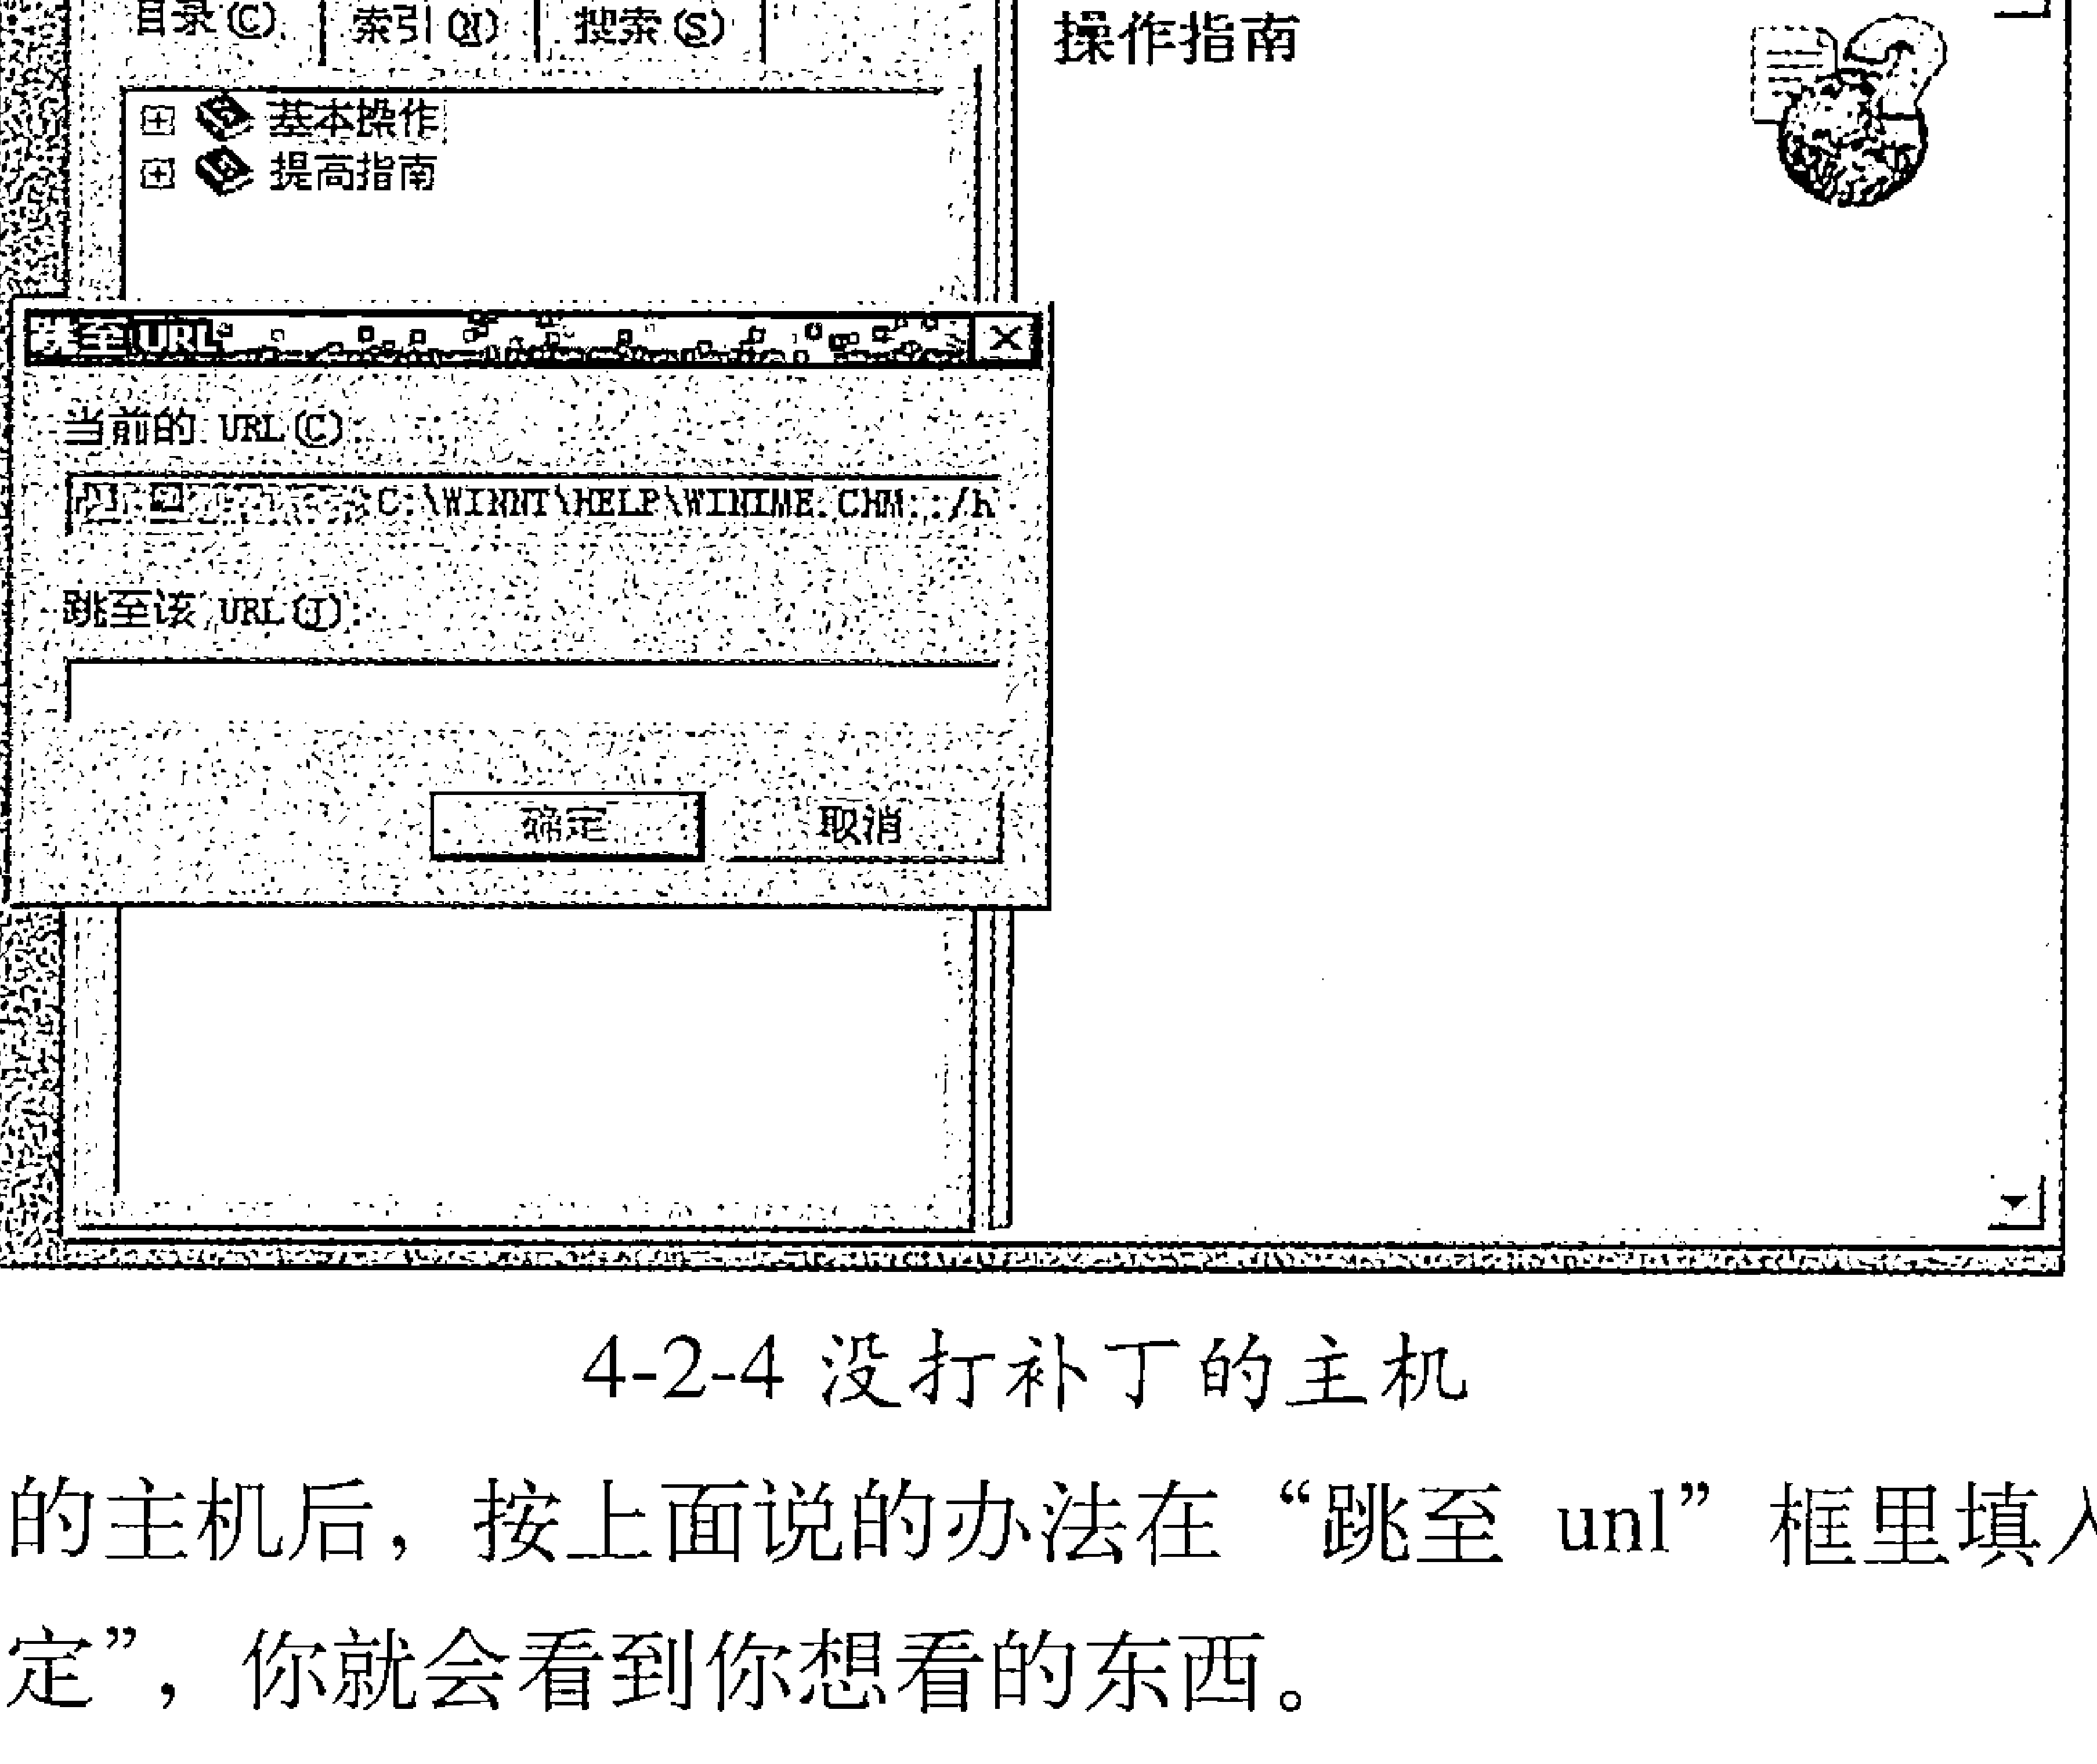 目录(C) 索引(N) 搜索(S)
操作指南
基本操作
提高指南
跳至 URL
当前的 URL(C):
C:\WINNT\HELP\WINIME.CHM::/h
跳至该 URL(J):
确定 取消
4-2-4 没打补丁的主机
的主机后，按上面说的办法在“跳至 unl”框里填入
定”，你就会看到你想看的东西。